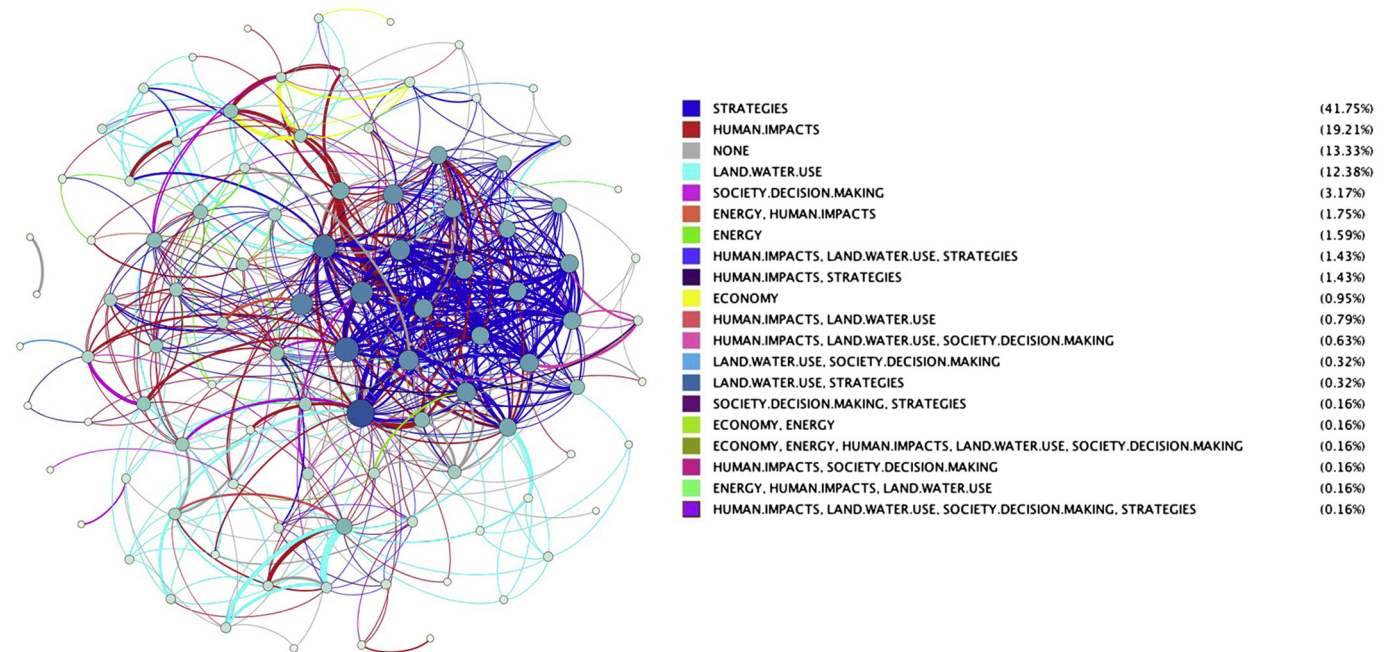 STRATEGIES (41.75%)
HUMAN.IMPACTS (19.21%)
NONE (13.33%)
LAND.WATER.USE (12.38%)
SOCIETY.DECISION.MAKING (3.17%)
ENERGY, HUMAN.IMPACTS (1.75%)
ENERGY (1.59%)
HUMAN.IMPACTS, LAND.WATER.USE, STRATEGIES (1.43%)
HUMAN.IMPACTS, STRATEGIES (1.43%)
ECONOMY (0.95%)
HUMAN.IMPACTS, LAND.WATER.USE (0.79%)
HUMAN.IMPACTS, LAND.WATER.USE, SOCIETY.DECISION.MAKING (0.63%)
LAND.WATER.USE, SOCIETY.DECISION.MAKING (0.32%)
LAND.WATER.USE, STRATEGIES (0.32%)
SOCIETY.DECISION.MAKING, STRATEGIES (0.16%)
ECONOMY, ENERGY (0.16%)
ECONOMY, ENERGY, HUMAN.IMPACTS, LAND.WATER.USE, SOCIETY.DECISION.MAKING (0.16%)
HUMAN.IMPACTS, SOCIETY.DECISION.MAKING (0.16%)
ENERGY, HUMAN.IMPACTS, LAND.WATER.USE (0.16%)
HUMAN.IMPACTS, LAND.WATER.USE, SOCIETY.DECISION.MAKING, STRATEGIES (0.16%)